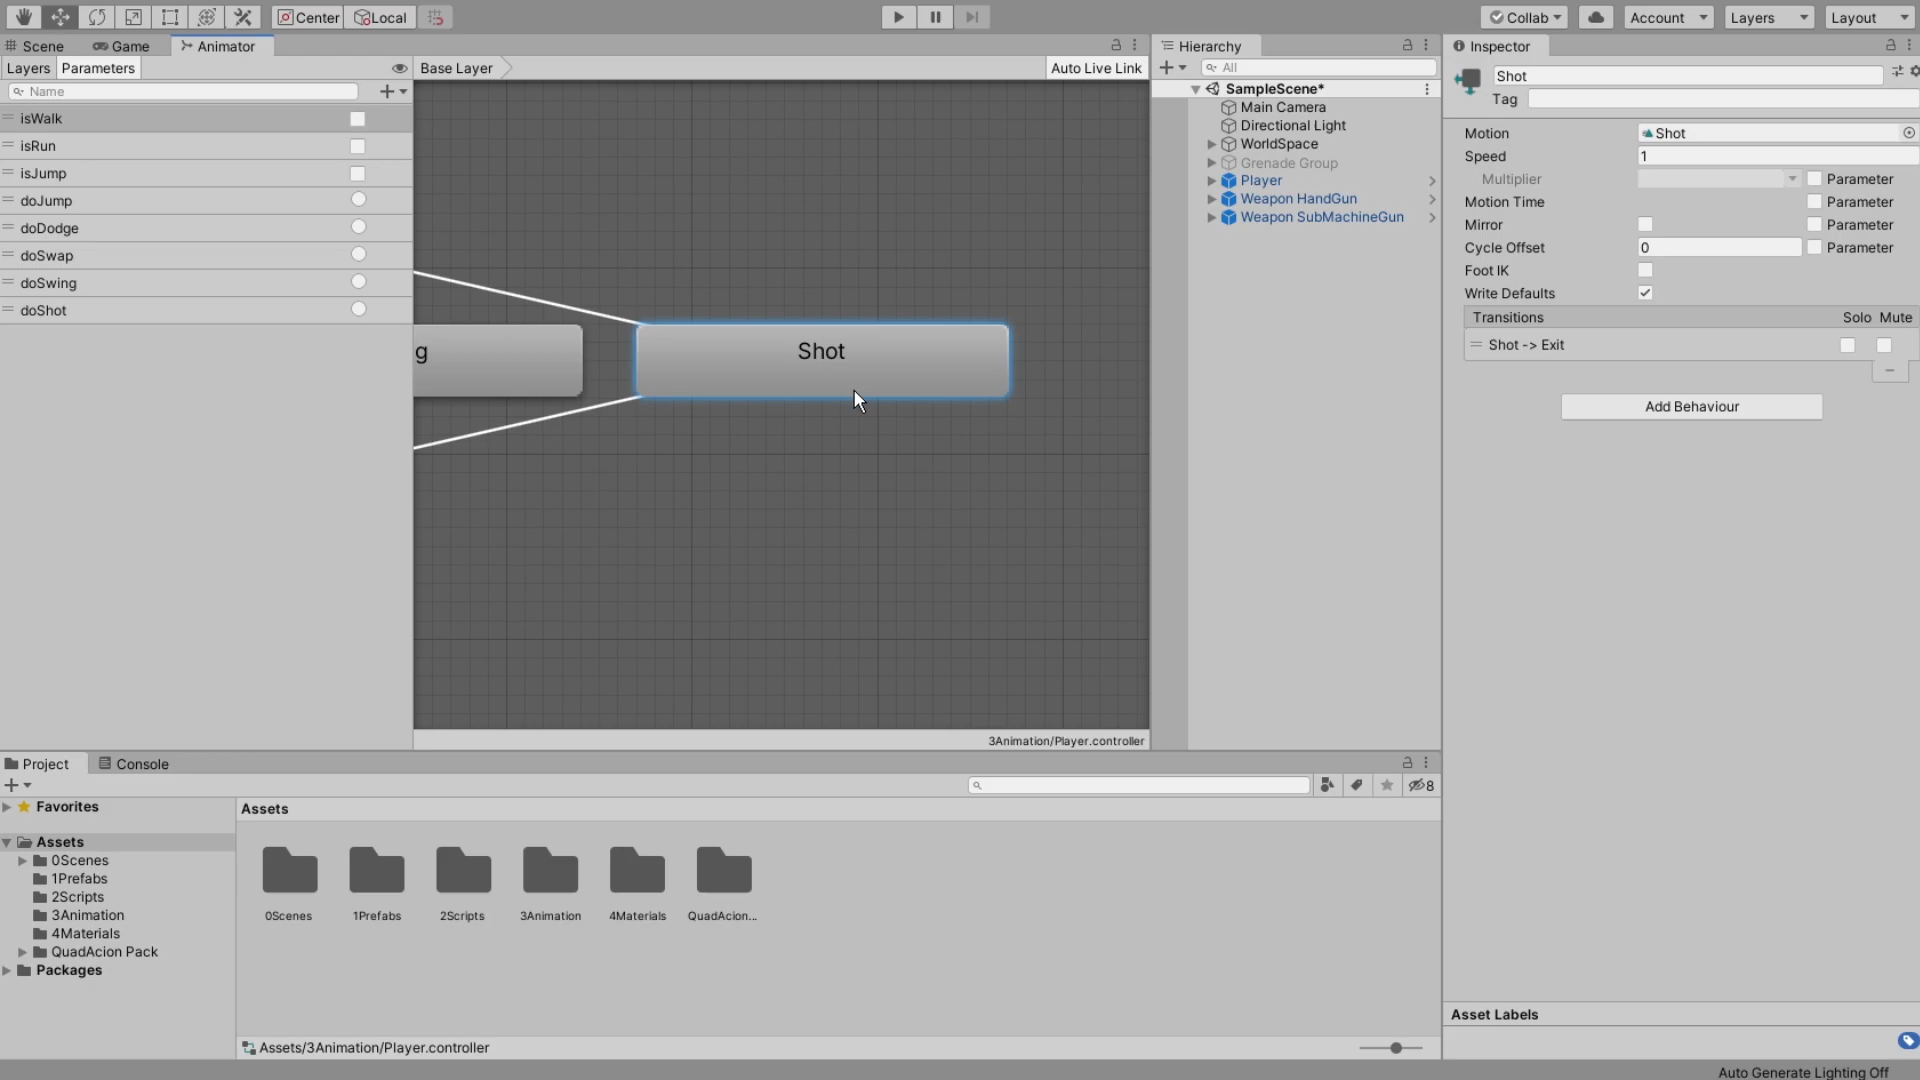 Center
Local
Collab
Account
Layers
Layout
Scene
Game
Animator
Hierarchy
Inspector
Layers
Parameters
Base Layer
Auto Live Link
All
Name
isWalk
isRun
isJump
doJump
doDodge
doSwap
doSwing
doShot
g
Shot
3Animation/Player.controller
SampleScene*
Main Camera
Directional Light
WorldSpace
Grenade Group
Player
Weapon HandGun
Weapon SubMachineGun
Shot
Tag
Motion
Shot
Speed
1
Multiplier
Parameter
Motion Time
Parameter
Mirror
Parameter
Cycle Offset
0
Parameter
Foot IK
Write Defaults
Transitions
Solo
Mute
Shot -> Exit
Add Behaviour
Project
Console
8
Favorites
Assets
0Scenes
1Prefabs
2Scripts
3Animation
4Materials
QuadAcion Pack
Packages
Assets
0Scenes
1Prefabs
2Scripts
3Animation
4Materials
QuadAcion...
Assets/3Animation/Player.controller
Asset Labels
Auto Generate Lighting Off